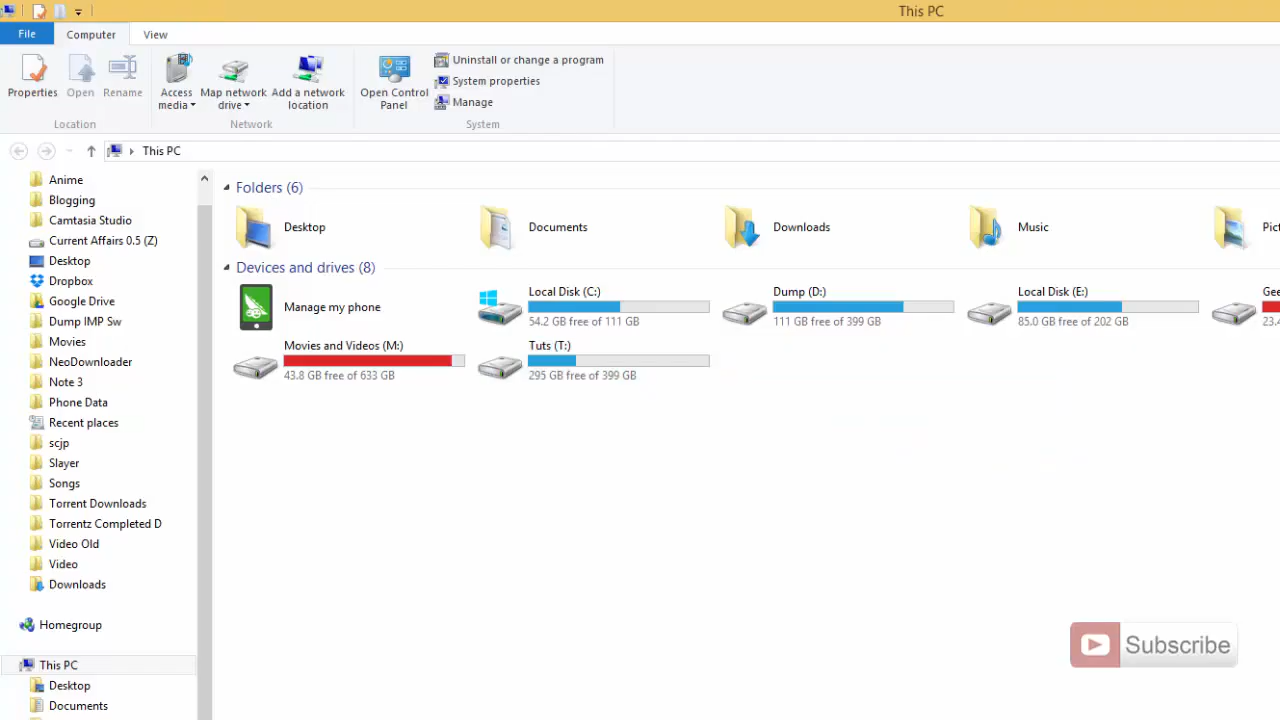 This PC
File
Computer
View
Properties
Open
Rename
Access media
Map network drive
Add a network location
Open Control Panel
Uninstall or change a program
System properties
Manage
Location
Network
System
This PC
Anime
Blogging
Camtasia Studio
Current Affairs 0.5 (Z)
Desktop
Dropbox
Google Drive
Dump IMP Sw
Movies
NeoDownloader
Note 3
Phone Data
Recent places
scjp
Slayer
Songs
Torrent Downloads
Torrentz Completed D
Video Old
Video
Downloads
Homegroup
This PC
Desktop
Documents
Folders (6)
Desktop
Documents
Downloads
Music
Pict
Devices and drives (8)
Manage my phone
Local Disk (C:)
54.2 GB free of 111 GB
Dump (D:)
111 GB free of 399 GB
Local Disk (E:)
85.0 GB free of 202 GB
Gee
23.4
Movies and Videos (M:)
43.8 GB free of 633 GB
Tuts (T:)
295 GB free of 399 GB
Subscribe